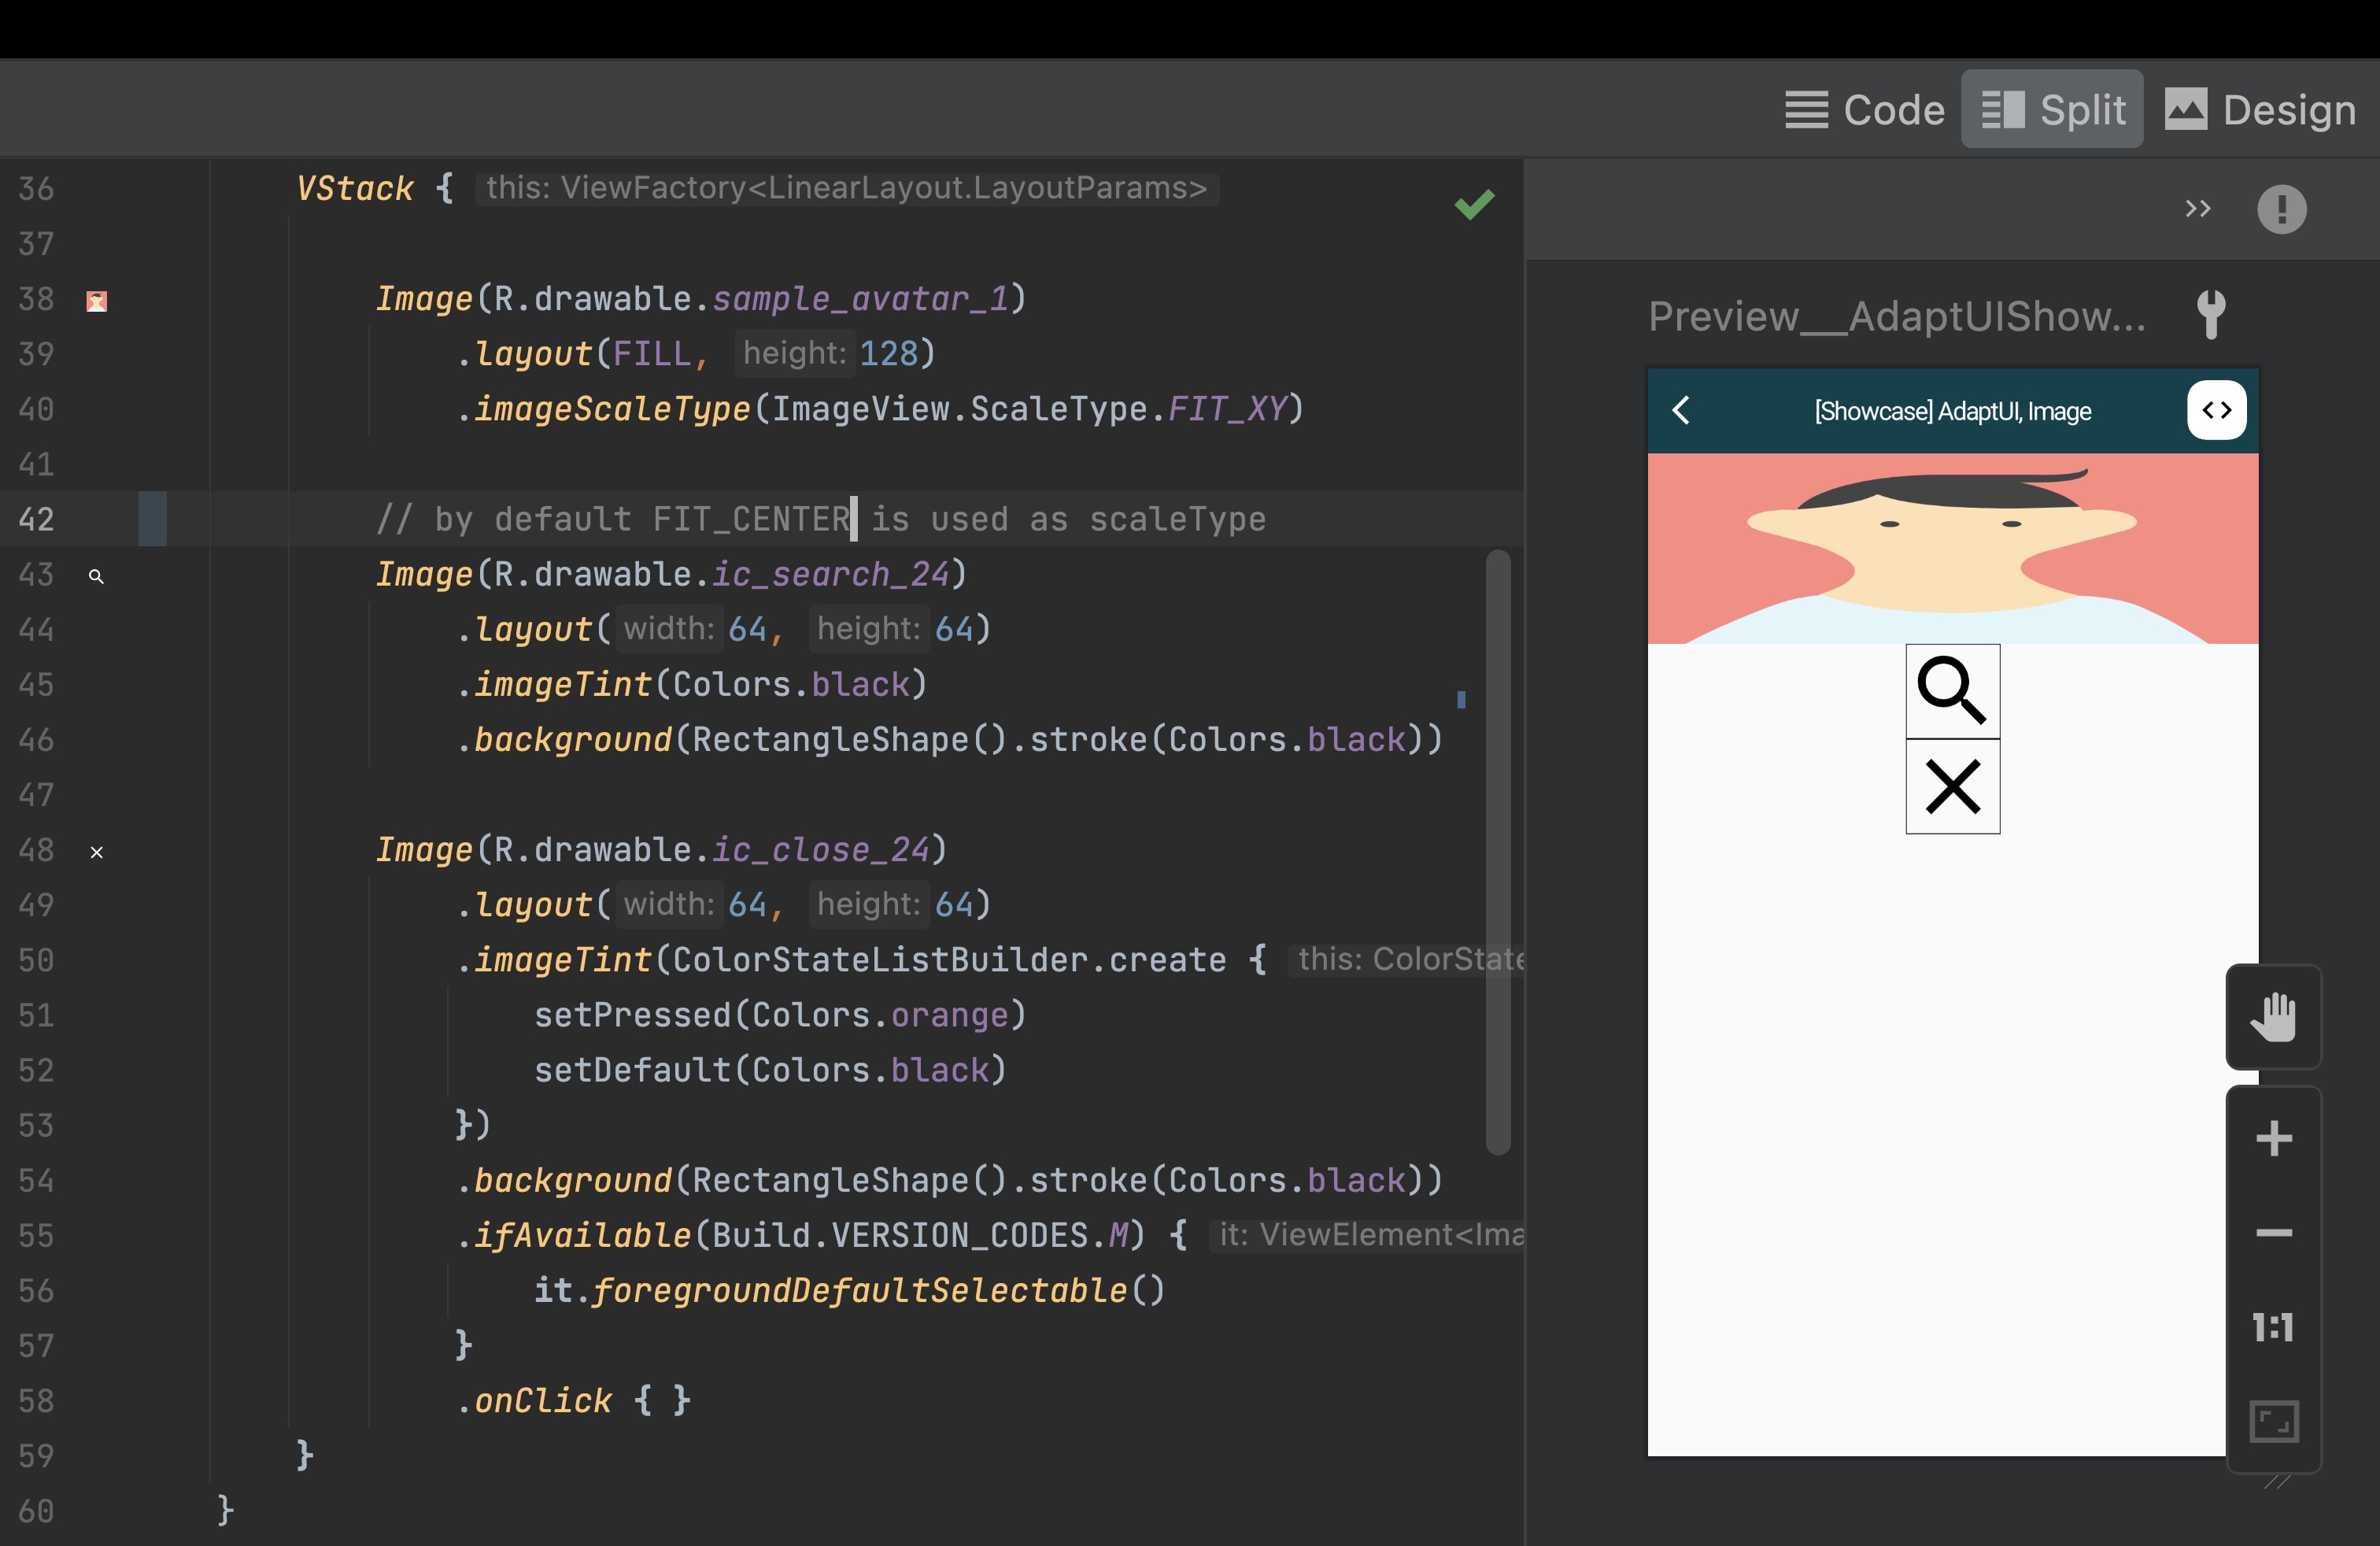 Code Split Design
36 VStack { this: ViewFactory<LinearLayout.LayoutParams>
37
38 Image(R.drawable.sample_avatar_1)
39 .layout(FILL, height: 128)
40 .imageScaleType(ImageView.ScaleType.FIT_XY)
41
42 // by default FIT_CENTER is used as scaleType
43 Image(R.drawable.ic_search_24)
44 .layout( width: 64, height: 64)
45 .imageTint(Colors.black)
46 .background(RectangleShape().stroke(Colors.black))
47
48 Image(R.drawable.ic_close_24)
49 .layout( width: 64, height: 64)
50 .imageTint(ColorStateListBuilder.create { this: ColorState
51 setPressed(Colors.orange)
52 setDefault(Colors.black)
53 })
54 .background(RectangleShape().stroke(Colors.black))
55 .ifAvailable(Build.VERSION_CODES.M) { it: ViewElement<Ima
56 it.foregroundDefaultSelectable()
57 }
58 .onClick { }
59 }
60 }
Preview__AdaptUIShow...
[Showcase] AdaptUI, Image
1:1